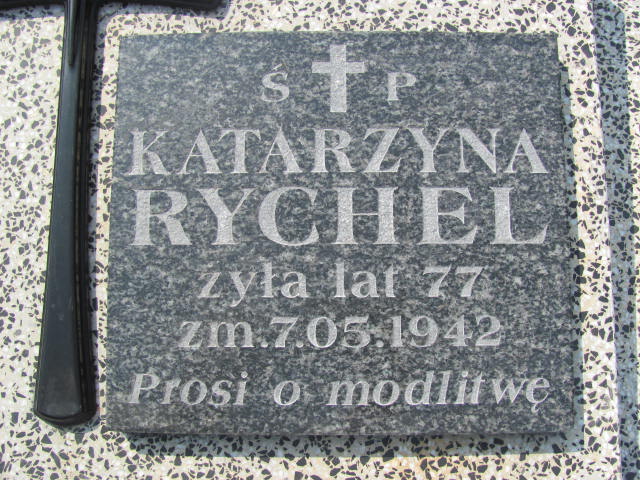 Ś P
KATARZYNA
RYCHEL
żyła lat 77
zm.7.05.1942
Prosi o modlitwę